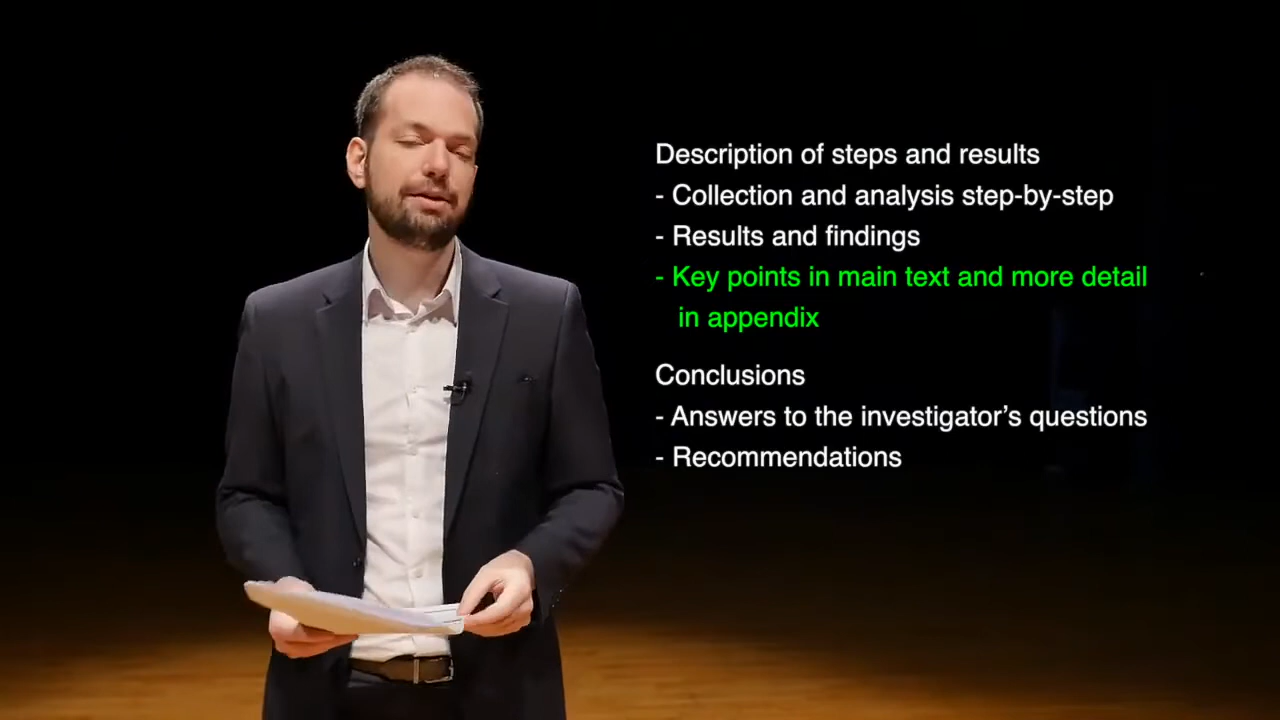 Description of steps and results
- Collection and analysis step-by-step
- Results and findings
- Key points in main text and more detail
in appendix
Conclusions
- Answers to the investigator’s questions
- Recommendations